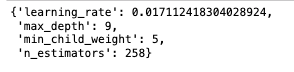 {'learning_rate': 0.017112418304028924,
 'max_depth': 9,
 'min_child_weight': 5,
 'n_estimators': 258}